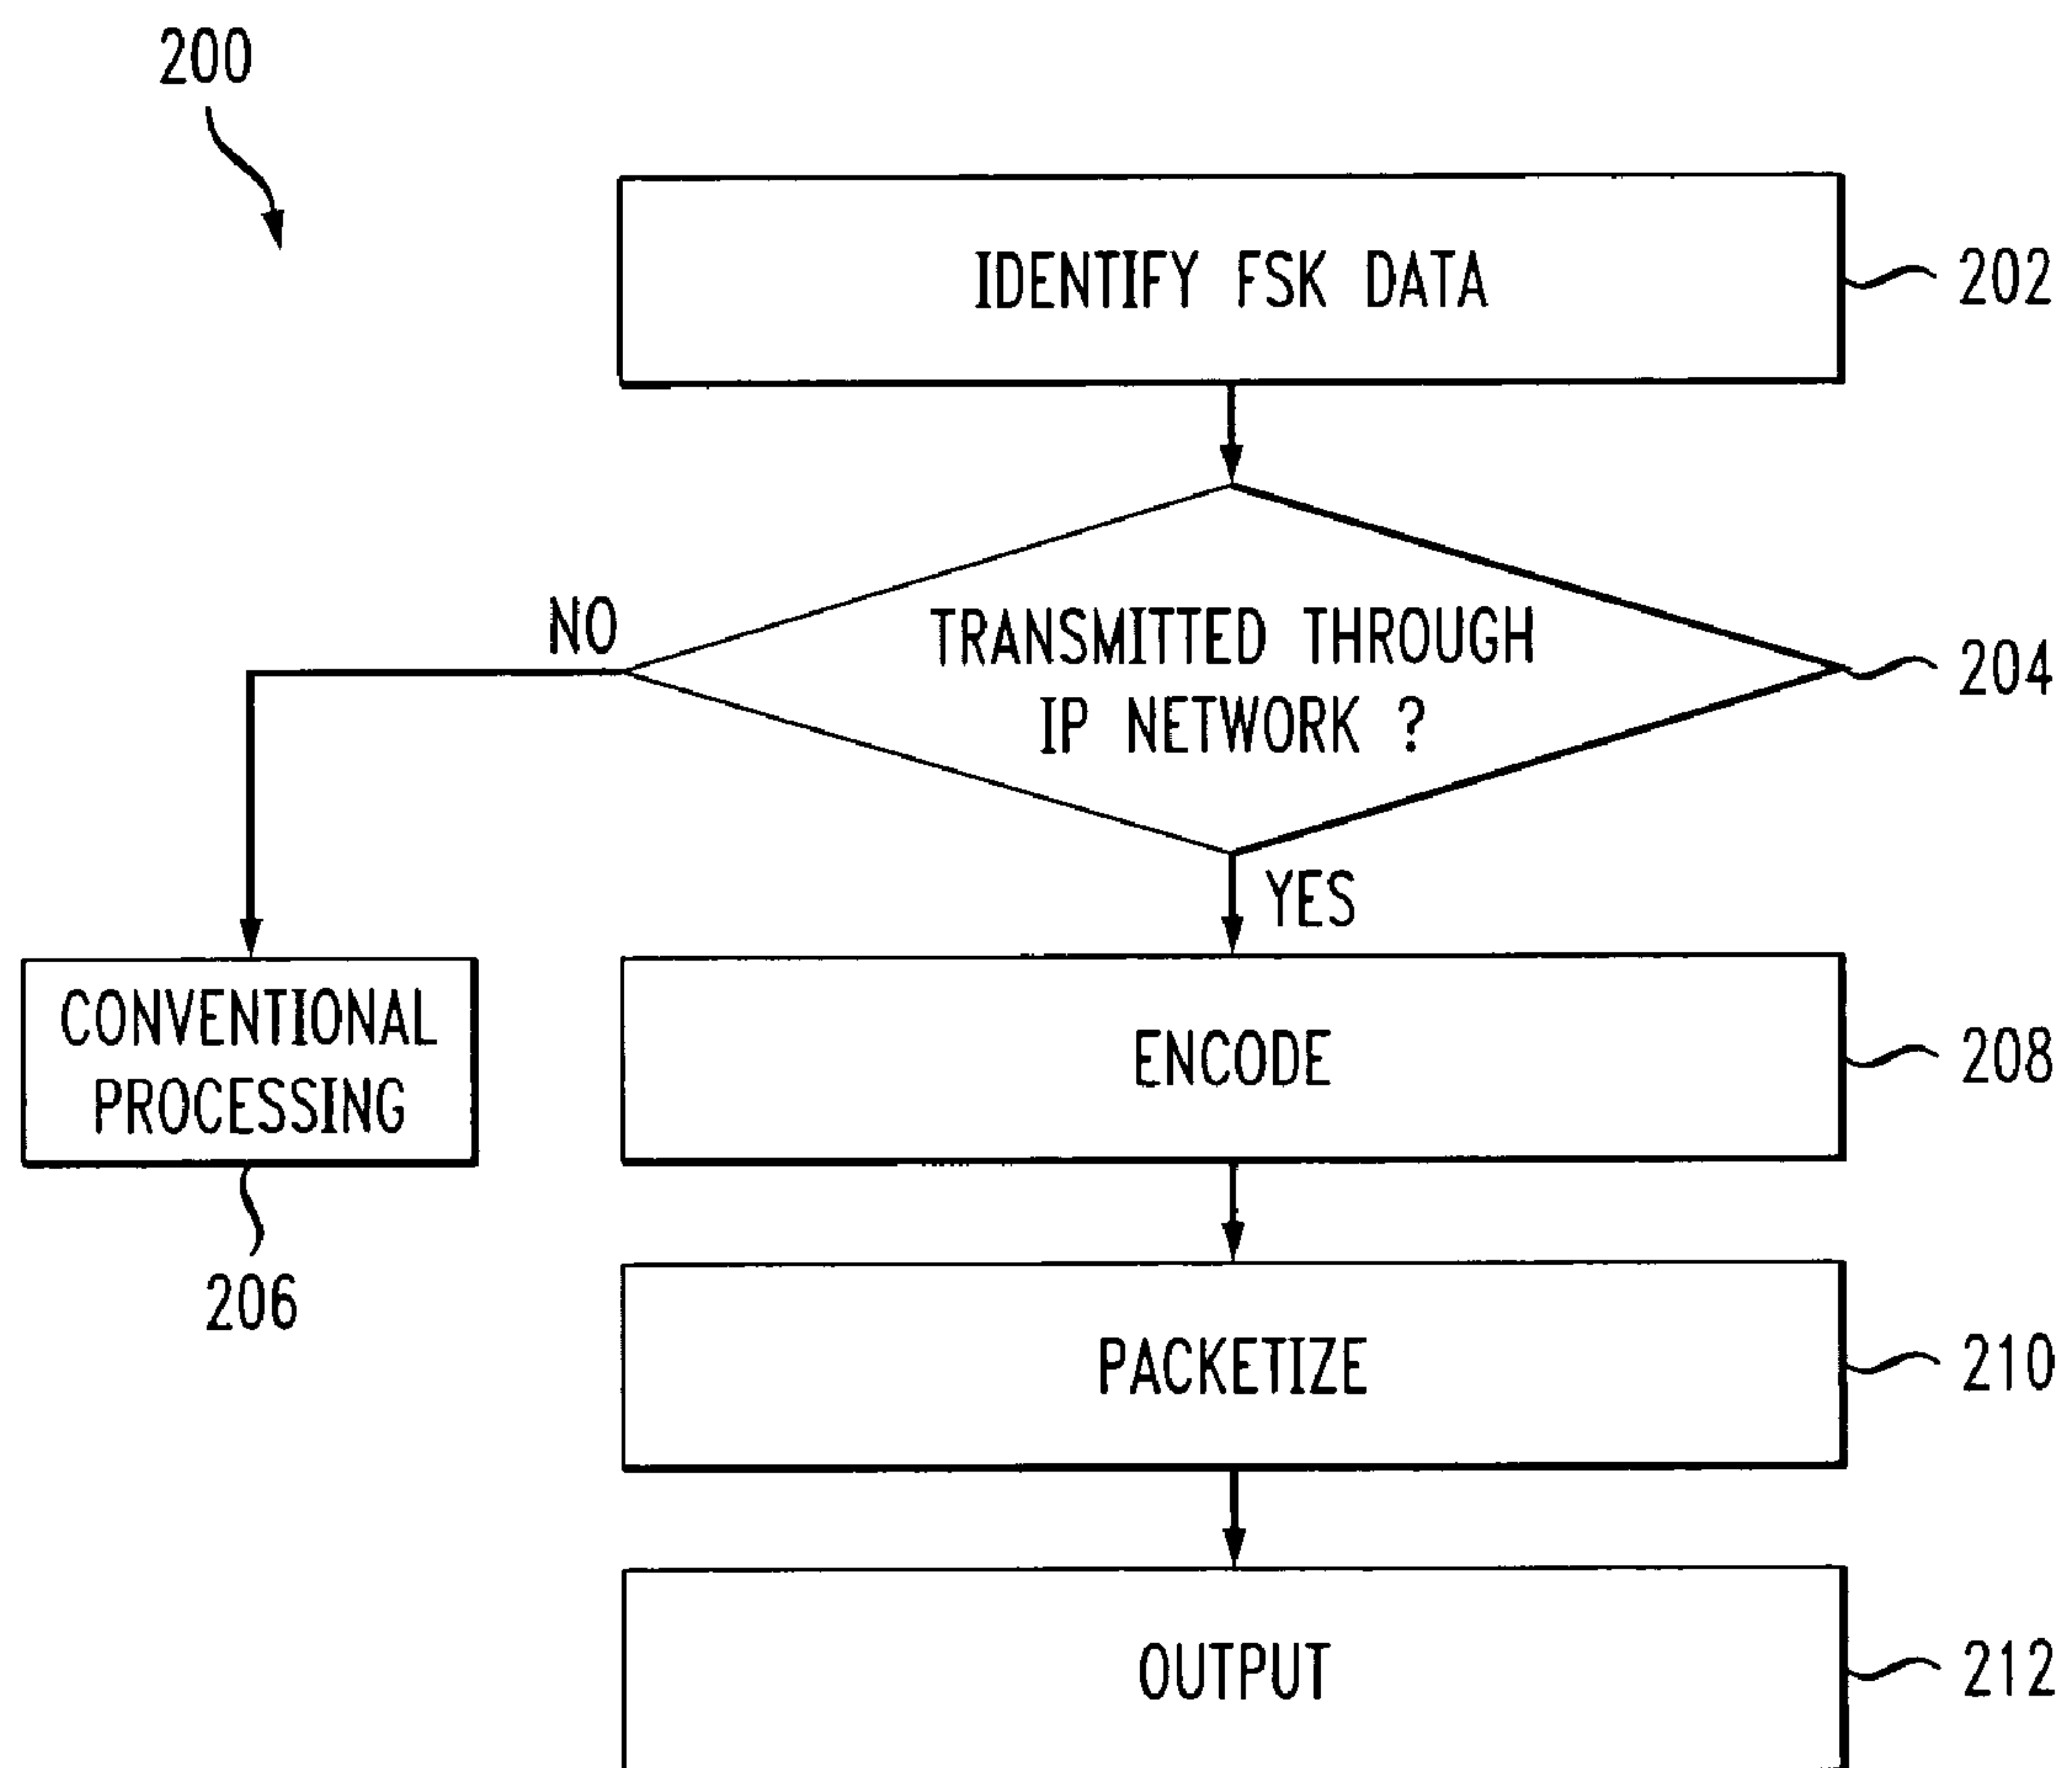 200
IDENTIFY FSK DATA
202
TRANSMITTED THROUGH
IP NETWORK ?
204
NO
YES
CONVENTIONAL
PROCESSING
206
ENCODE
208
PACKETIZE
210
OUTPUT
212